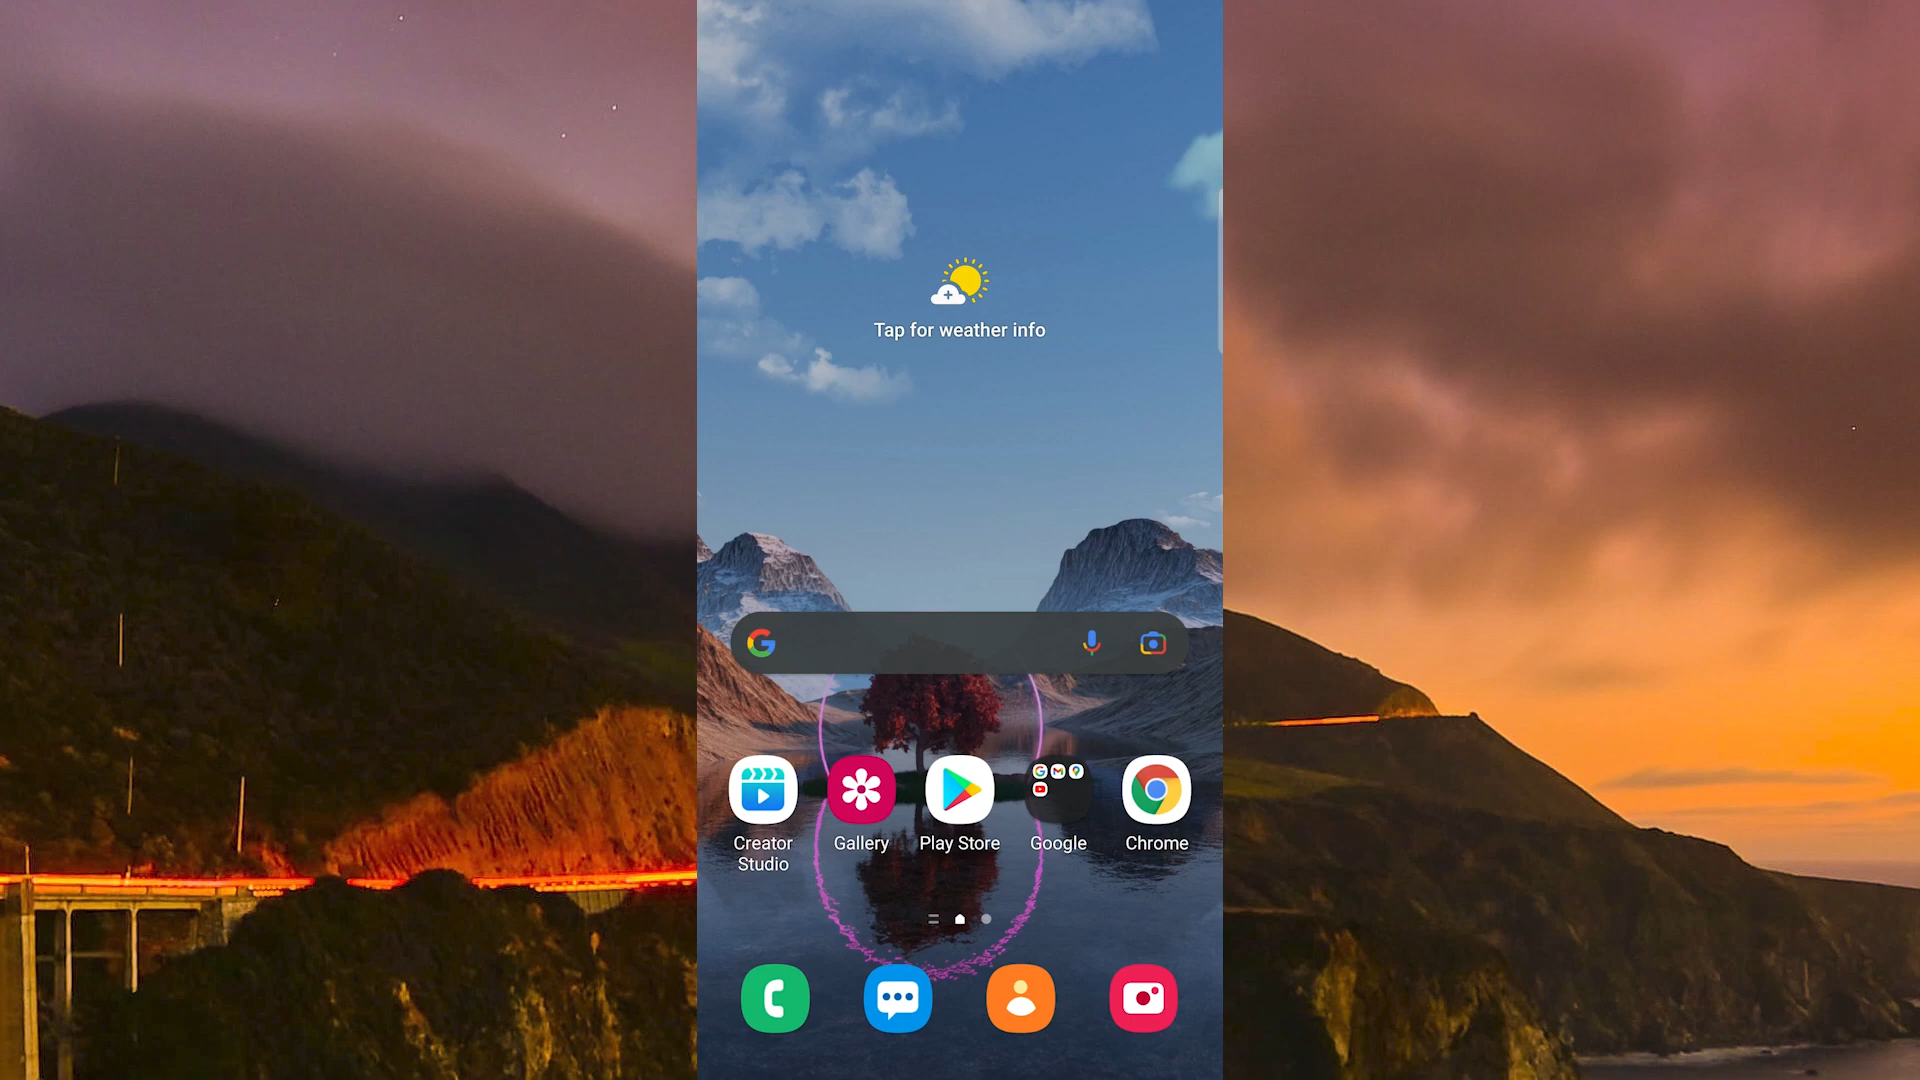 Tap for weather info
Creator
Studio
Gallery
Play Store
Google
Chrome